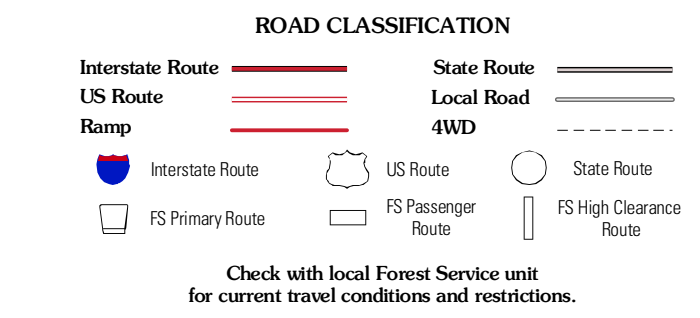 ROAD CLASSIFICATION
Interstate Route
State Route
US Route
Local Road
Ramp
4WD
Interstate Route
US Route
State Route
FS Primary Route
FS Passenger
Route
FS High Clearance
Route
Check with local Forest Service unit
for current travel conditions and restrictions.